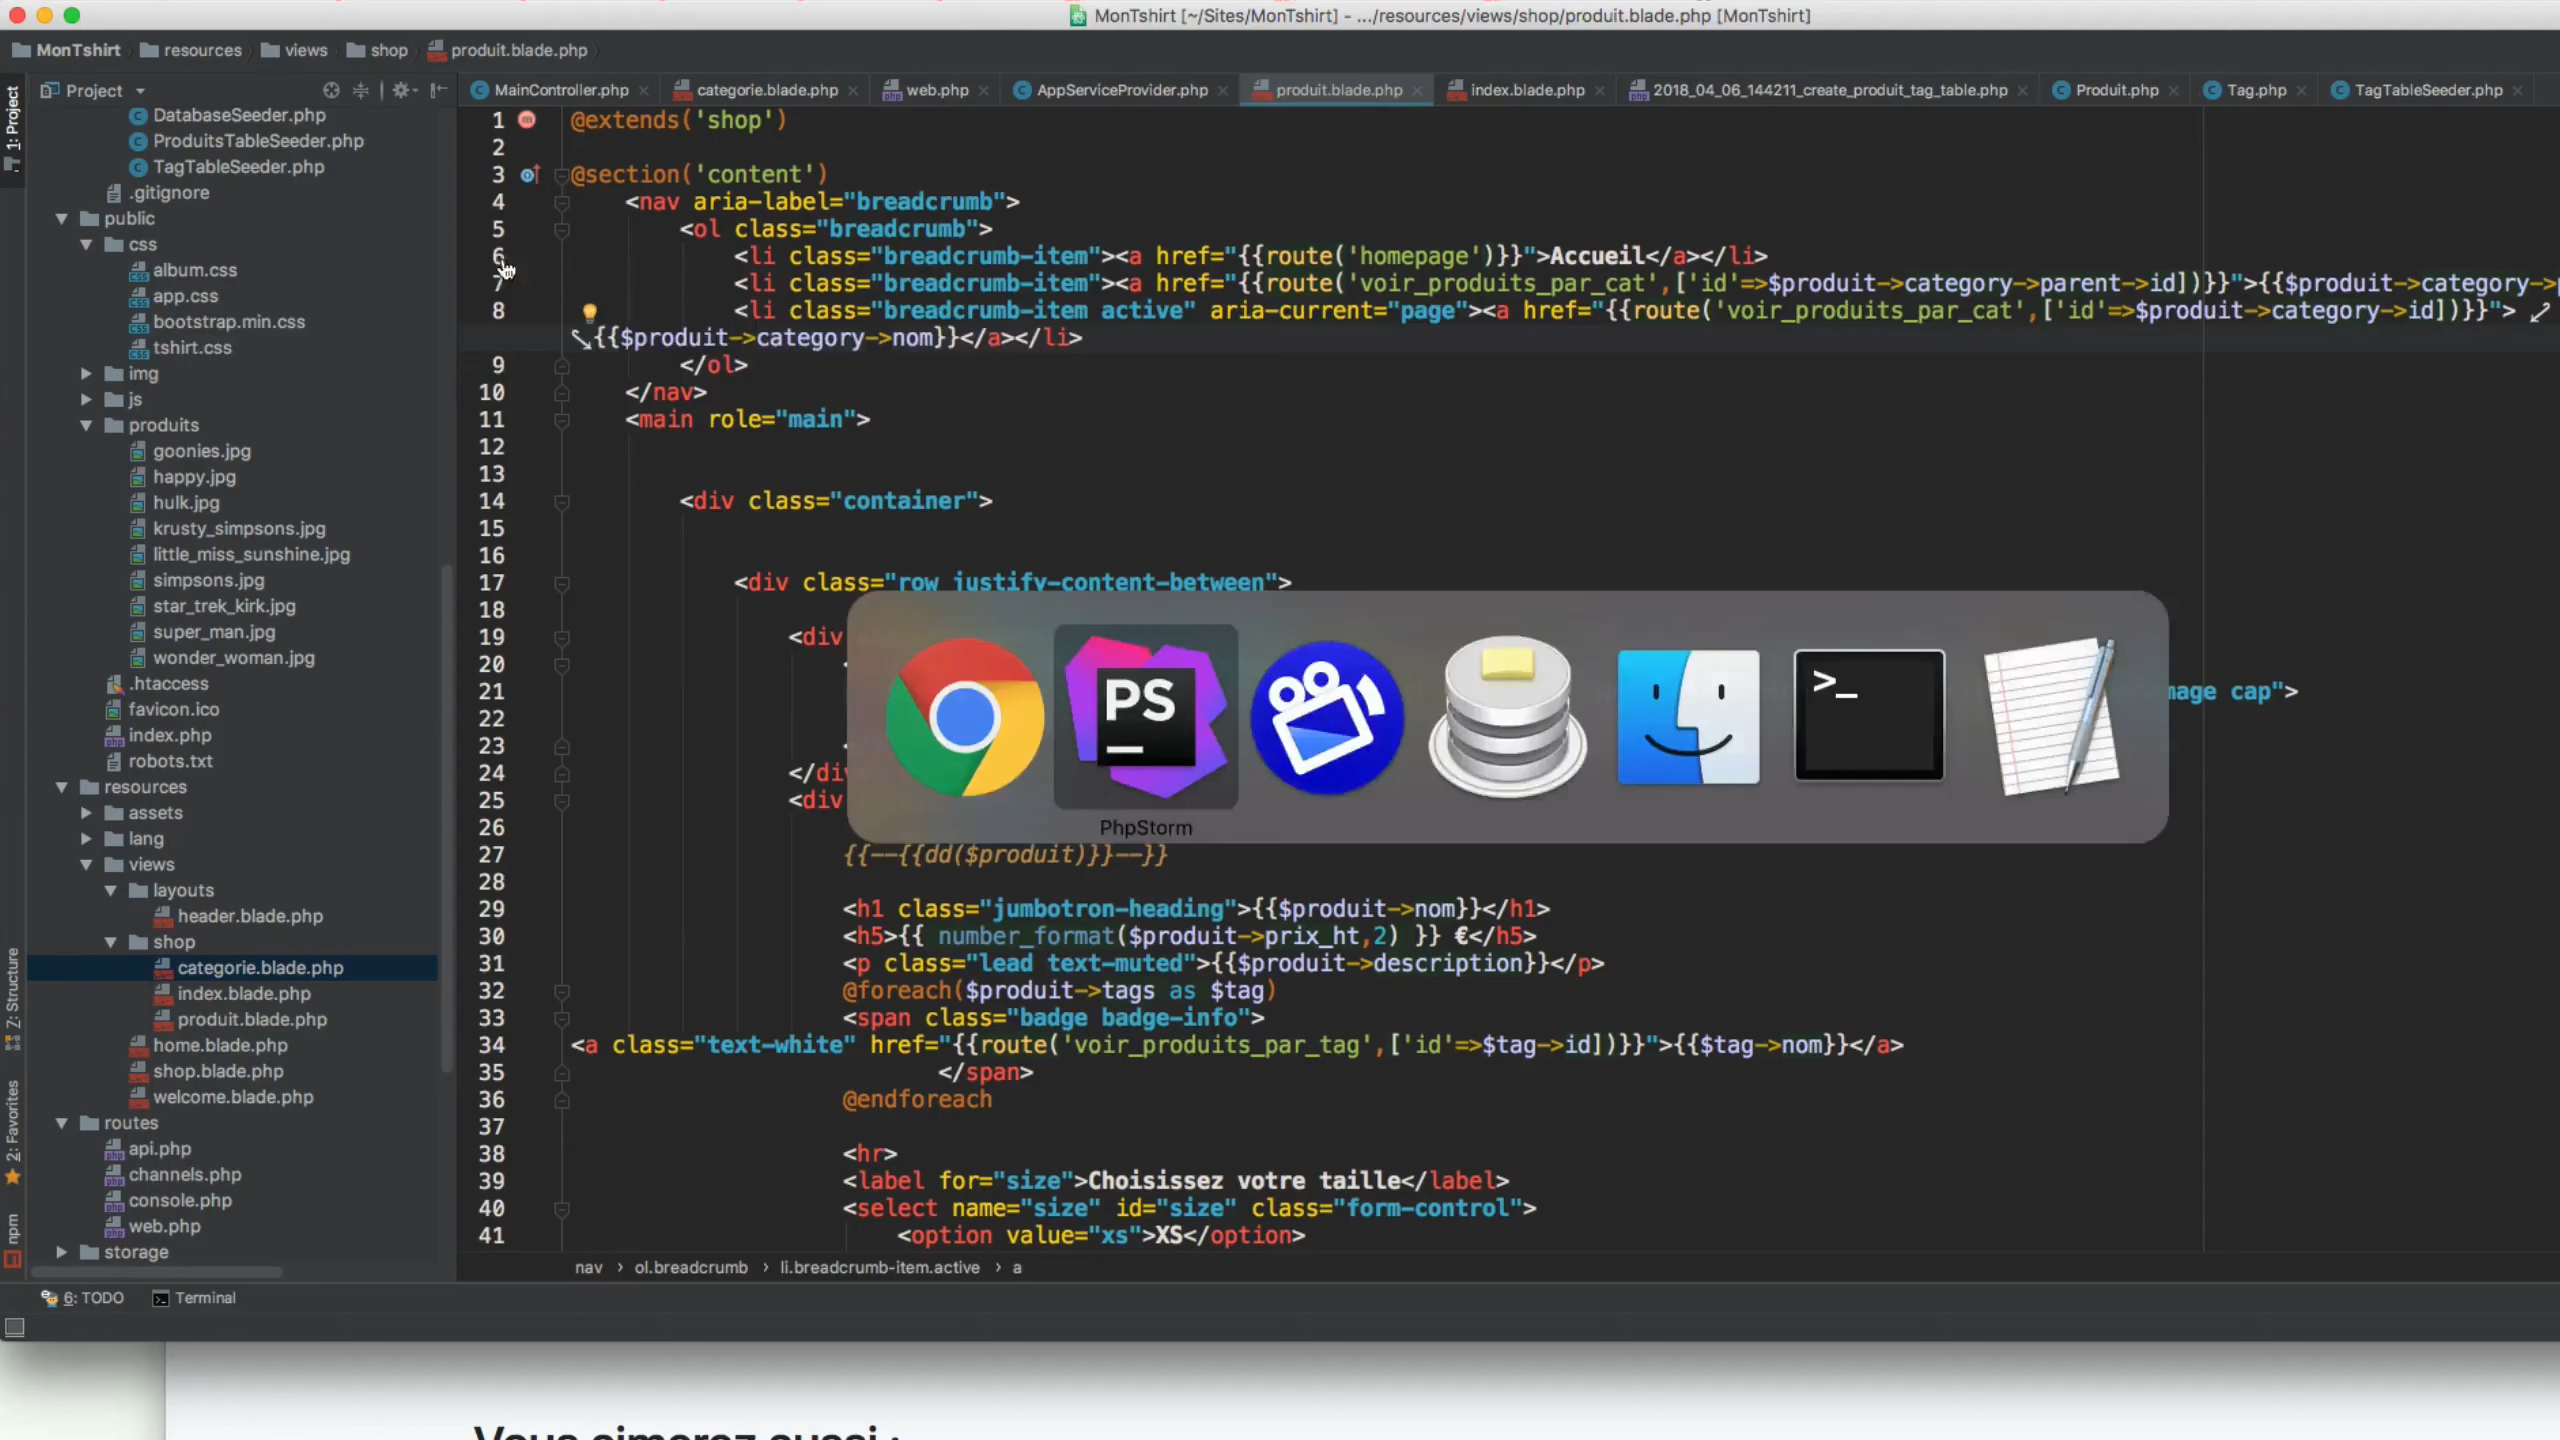 MonTshirt [~/Sites/MonTshirt] - .../resources/views/shop/produit.blade.php [MonTshirt]
MonTshirt resources views shop produit.blade.php
Project
MainController.php categorie.blade.php web.php AppServiceProvider.php produit.blade.php index.blade.php 2018_04_06_144211_create_produit_tag_table.php Produit.php Tag.php TagTableSeeder.php
1: Project
7: Structure
2: Favorites
npm
DatabaseSeeder.php
ProduitsTableSeeder.php
TagTableSeeder.php
.gitignore
public
css
album.css
app.css
bootstrap.min.css
tshirt.css
img
js
produits
goonies.jpg
happy.jpg
hulk.jpg
krusty_simpsons.jpg
little_miss_sunshine.jpg
simpsons.jpg
star_trek_kirk.jpg
super_man.jpg
wonder_woman.jpg
.htaccess
favicon.ico
index.php
robots.txt
resources
assets
lang
views
layouts
header.blade.php
shop
categorie.blade.php
index.blade.php
produit.blade.php
home.blade.php
shop.blade.php
welcome.blade.php
routes
api.php
channels.php
console.php
web.php
storage
1 @extends('shop')
2
3 @section('content')
4 <nav aria-label="breadcrumb">
5 <ol class="breadcrumb">
6 <li class="breadcrumb-item"><a href="{{route('homepage')}}">Accueil</a></li>
7 <li class="breadcrumb-item"><a href="{{route('voir_produits_par_cat',['id'=>$produit->category->parent->id])}}">{{$produit->category->
8 <li class="breadcrumb-item active" aria-current="page"><a href="{{route('voir_produits_par_cat',['id'=>$produit->category->id])}}">
{{$produit->category->nom}}</a></li>
9 </ol>
10 </nav>
11 <main role="main">
12
13
14 <div class="container">
15
16
17 <div class="row justify-content-between">
18
19 <div
20
21 mage cap">
22
23
24 </div
25 <div
26
27 {{--{{dd($produit)}}--}}
28
29 <h1 class="jumbotron-heading">{{$produit->nom}}</h1>
30 <h5>{{ number_format($produit->prix_ht,2) }} €</h5>
31 <p class="lead text-muted">{{$produit->description}}</p>
32 @foreach($produit->tags as $tag)
33 <span class="badge badge-info">
34 <a class="text-white" href="{{route('voir_produits_par_tag',['id'=>$tag->id])}}">{{$tag->nom}}</a>
35 </span>
36 @endforeach
37
38 <hr>
39 <label for="size">Choisissez votre taille</label>
40 <select name="size" id="size" class="form-control">
41 <option value="xs">XS</option>
PS
>_
PhpStorm
nav › ol.breadcrumb › li.breadcrumb-item.active › a
6: TODO Terminal
Vous aimerez aussi :